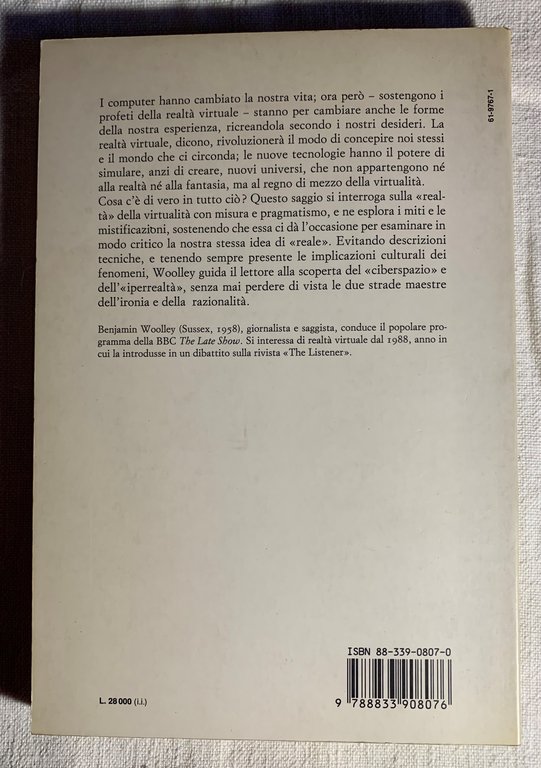 61-9767-1
I computer hanno cambiato la nostra vita; ora però – sostengono i
profeti della realtà virtuale – stanno per cambiare anche le forme
della nostra esperienza, ricreandola secondo i nostri desideri. La
realtà virtuale, dicono, rivoluzionerà il modo di concepire noi stessi
e il mondo che ci circonda; le nuove tecnologie hanno il potere di
simulare, anzi di creare, nuovi universi, che non appartengono né
alla realtà né alla fantasia, ma al regno di mezzo della virtualità.
Cosa c'è di vero in tutto ciò? Questo saggio si interroga sulla «real-
tà» della virtualità con misura e pragmatismo, e ne esplora i miti e le
mistificazioni, sostenendo che essa ci dà l'occasione per esaminare in
modo critico la nostra stessa idea di «reale». Evitando descrizioni
tecniche, e tenendo sempre presente le implicazioni culturali dei
fenomeni, Woolley guida il lettore alla scoperta del «ciberspazio» e
dell'«iperrealtà», senza mai perdere di vista le due strade maestre
dell'ironia e della razionalità.
Benjamin Woolley (Sussex, 1958), giornalista e saggista, conduce il popolare pro-
gramma della BBC The Late Show. Si interessa di realtà virtuale dal 1988, anno in
cui la introdusse in un dibattito sulla rivista «The Listener».
ISBN 88-339-0807-0
L. 28 000 (i.i.)
9 788833 908076